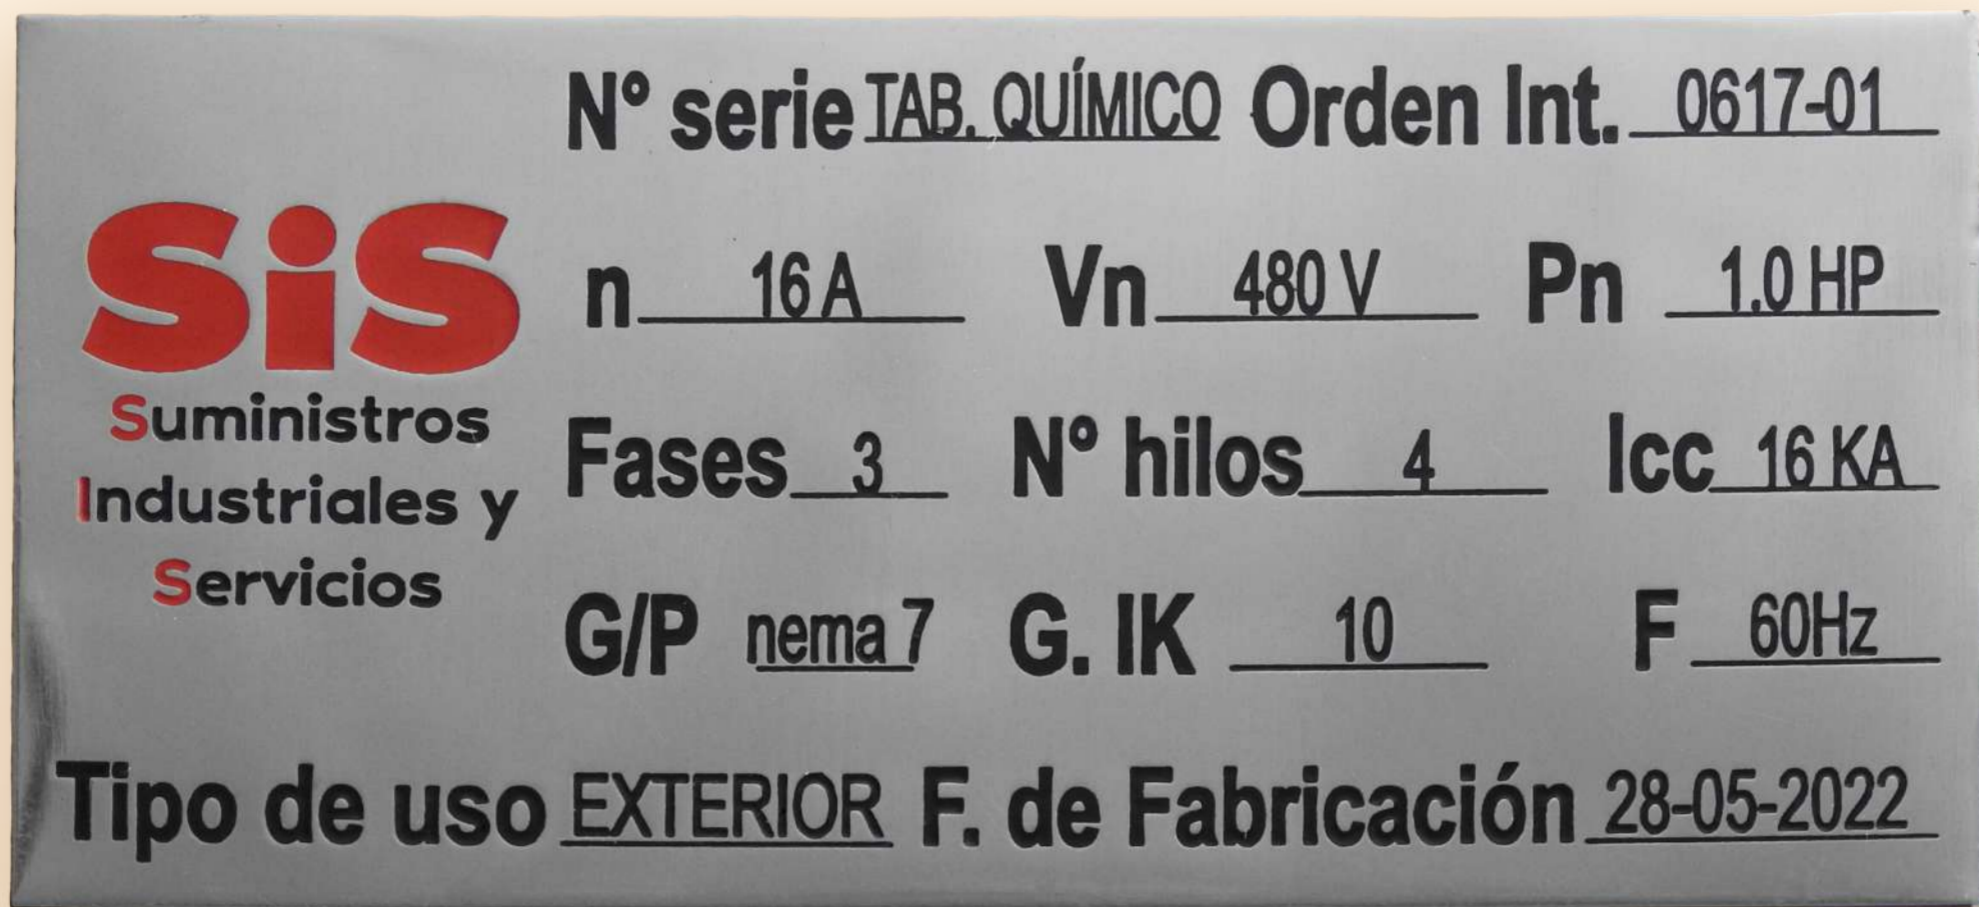 Nº serie TAB. QUÍMICO Orden Int. 0617-01
SiS
n 16 A Vn 480 V Pn 1.0 HP
Suministros
Industriales y
Servicios
Fases 3 Nº hilos 4 Icc 16 KA
G/P nema 7 G. IK 10 F 60Hz
Tipo de uso EXTERIOR F. de Fabricación 28-05-2022